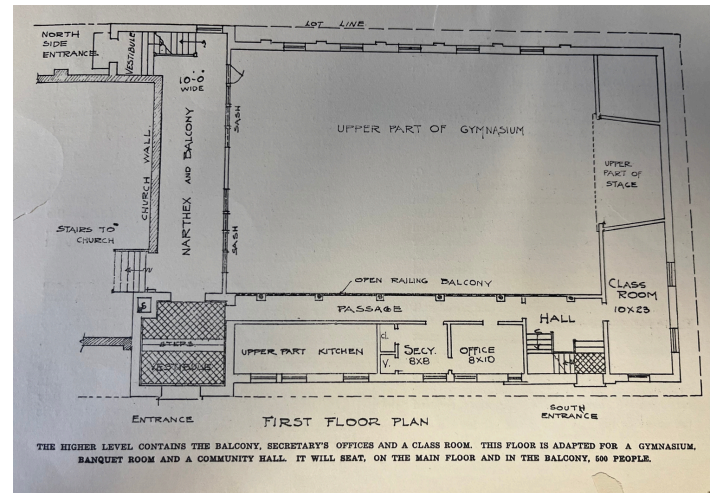 LOT LINE
NORTH
SIDE
ENTRANCE
VESTIBULE
10'-0"
WIDE
SASH
UPPER PART OF GYMNASIUM
CHURCH WALL
NARTHEX AND BALCONY
UPPER
PART OF
STAGE
STAIRS TO
CHURCH
SASH
OPEN RAILING BALCONY
CLASS
ROOM
10X23
PASSAGE
HALL
STEPS
VESTIBULE
UPPER PART KITCHEN
CL.
V.
SECY.
8X8
OFFICE
8X10
ENTRANCE
FIRST FLOOR PLAN
SOUTH
ENTRANCE
THE HIGHER LEVEL CONTAINS THE BALCONY, SECRETARY'S OFFICES AND A CLASS ROOM. THIS FLOOR IS ADAPTED FOR A GYMNASIUM,
BANQUET ROOM AND A COMMUNITY HALL. IT WILL SEAT, ON THE MAIN FLOOR AND IN THE BALCONY, 500 PEOPLE.